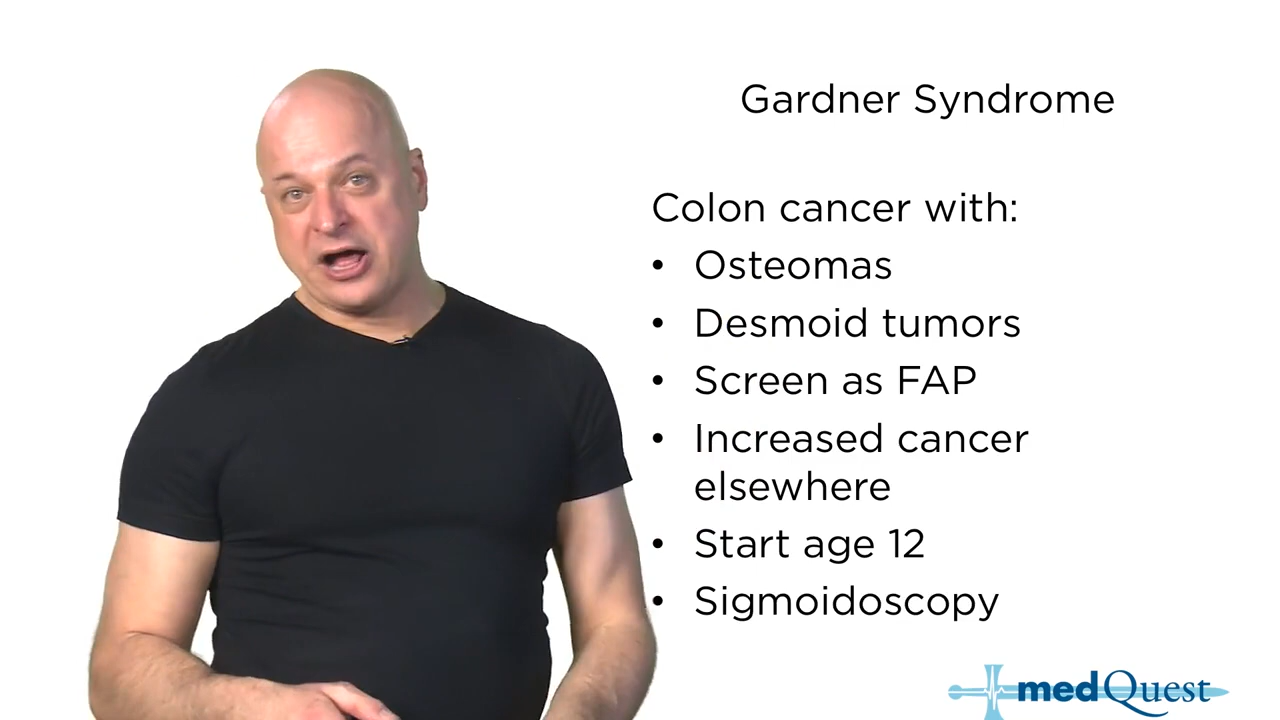 Gardner Syndrome
Colon cancer with:
• Osteomas
• Desmoid tumors
• Screen as FAP
• Increased cancer
elsewhere
• Start age 12
• Sigmoidoscopy
medQuest